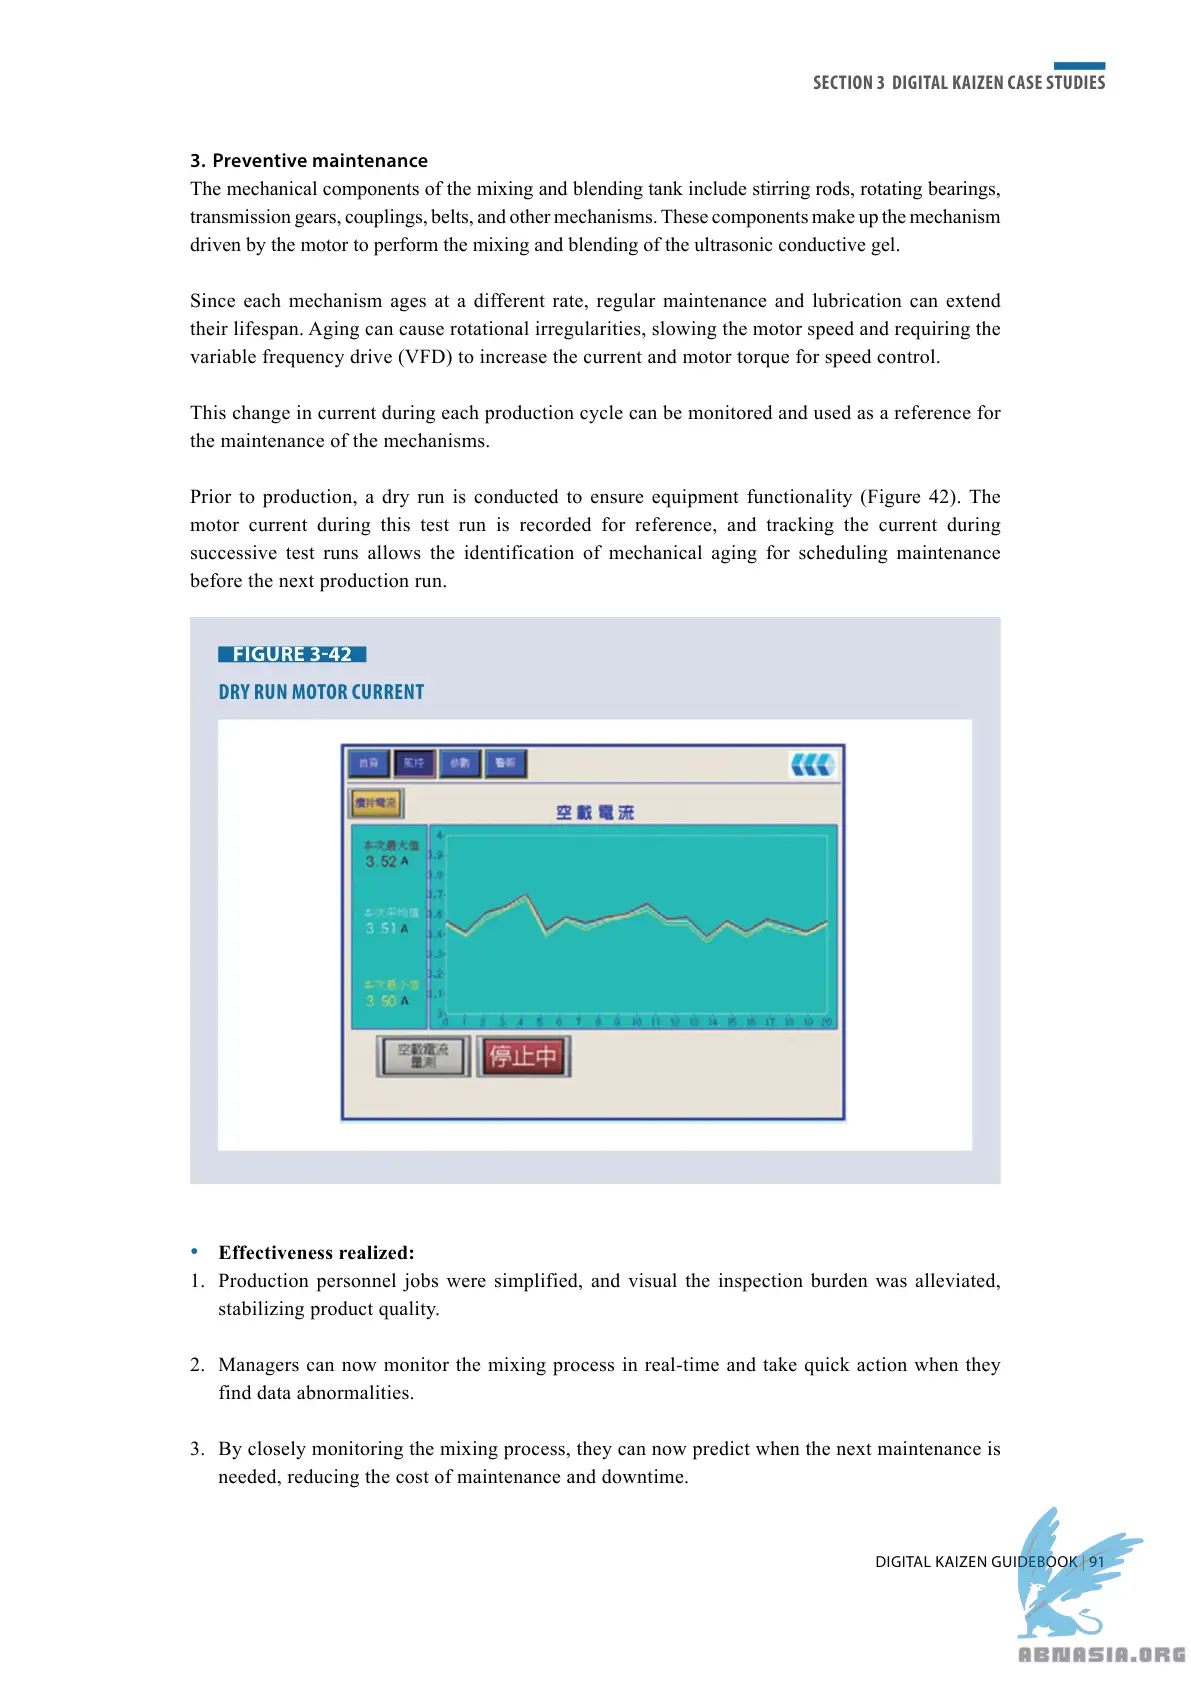 SECTION 3 DIGITAL KAIZEN CASE STUDIES
3. Preventive maintenance
The mechanical components of the mixing and blending tank include stirring rods, rotating bearings,
transmission gears, couplings, belts, and other mechanisms. These components make up the mechanism
driven by the motor to perform the mixing and blending of the ultrasonic conductive gel.
Since each mechanism ages at a different rate, regular maintenance and lubrication can extend
their lifespan. Aging can cause rotational irregularities, slowing the motor speed and requiring the
variable frequency drive (VFD) to increase the current and motor torque for speed control.
This change in current during each production cycle can be monitored and used as a reference for
the maintenance of the mechanisms.
Prior to production, a dry run is conducted to ensure equipment functionality (Figure 42). The
motor current during this test run is recorded for reference, and tracking the current during
successive test runs allows the identification of mechanical aging for scheduling maintenance
before the next production run.
FIGURE 3-42
DRY RUN MOTOR CURRENT
首頁 監控 參數 警報
攪拌電流
空載電流
本次最大值
3.52 A
本次平均值
3.51 A
本次最小值
3.50 A
4
3.9
3.8
3.7
3.6
3.4
3.3
3.2
3.1
3
0 1 2 3 4 5 6 7 8 9 10 11 12 13 14 15 16 17 18 19 20
空載電流
量測
停止中
• Effectiveness realized:
1. Production personnel jobs were simplified, and visual the inspection burden was alleviated,
stabilizing product quality.
2. Managers can now monitor the mixing process in real-time and take quick action when they
find data abnormalities.
3. By closely monitoring the mixing process, they can now predict when the next maintenance is
needed, reducing the cost of maintenance and downtime.
DIGITAL KAIZEN GUIDEBOOK | 91
ABNASIA.ORG